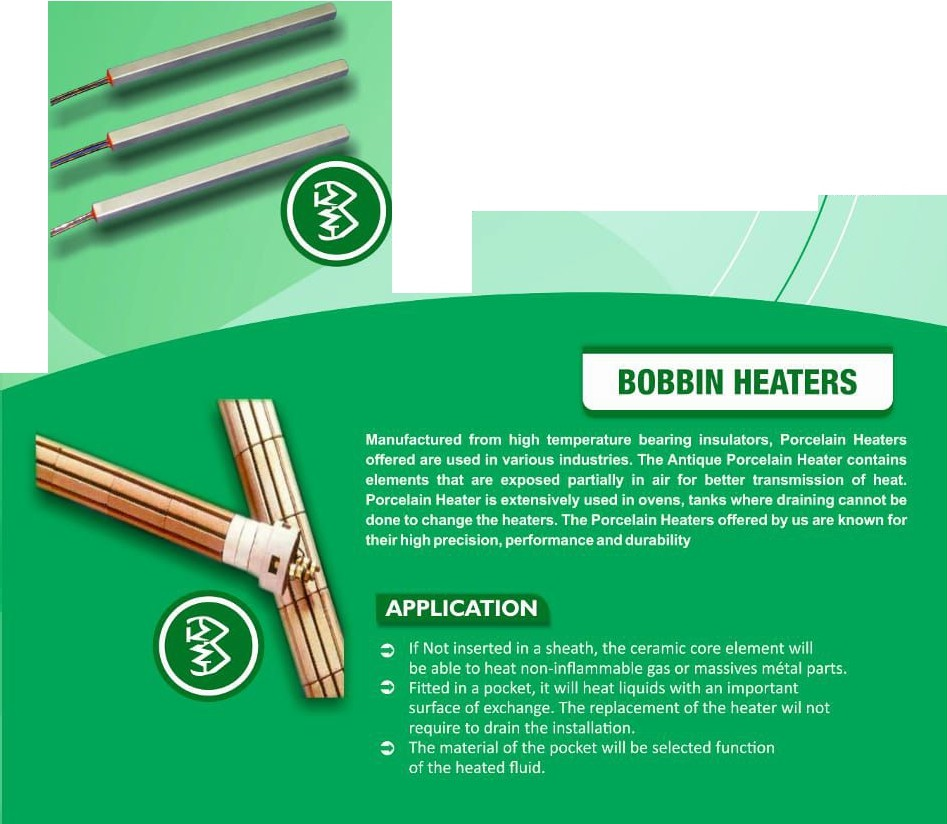 BOBBIN HEATERS
Manufactured from high temperature bearing insulators, Porcelain Heaters
offered are used in various industries. The Antique Porcelain Heater contains
elements that are exposed partially in air for better transmission of heat.
Porcelain Heater is extensively used in ovens, tanks where draining cannot be
done to change the heaters. The Porcelain Heaters offered by us are known for
their high precision, performance and durability
APPLICATION
If Not inserted in a sheath, the ceramic core element will
be able to heat non-inflammable gas or massives métal parts.
Fitted in a pocket, it will heat liquids with an important
surface of exchange. The replacement of the heater wil not
require to drain the installation.
The material of the pocket will be selected function
of the heated fluid.